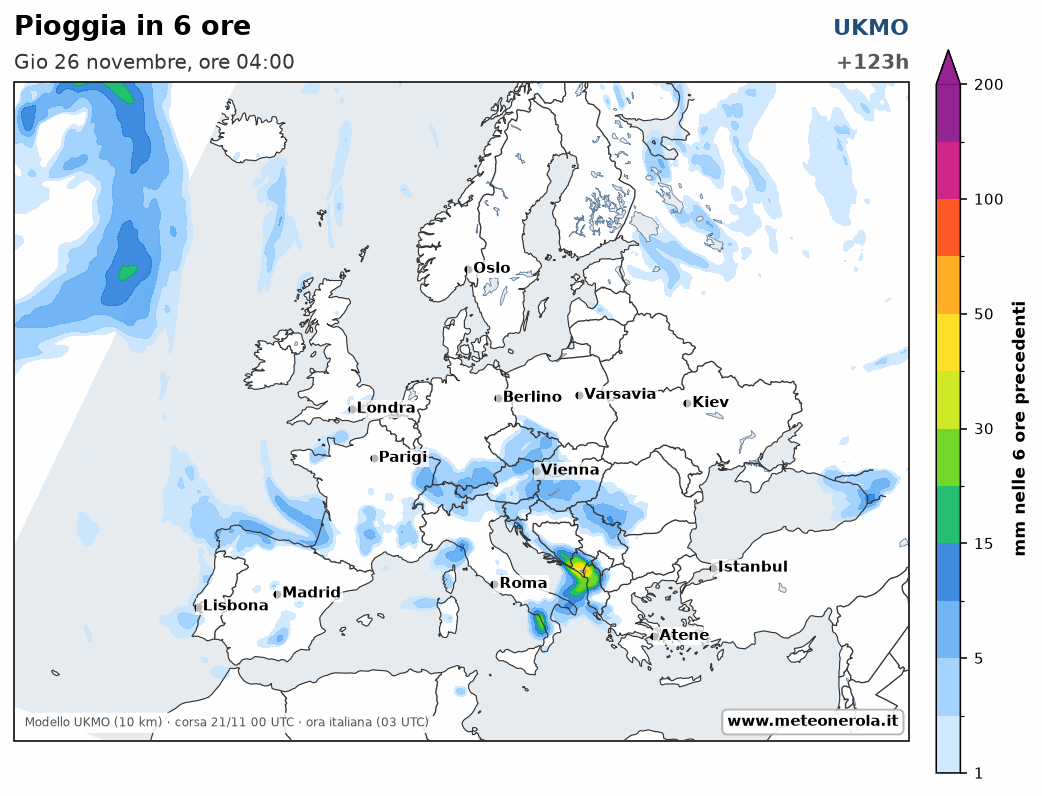 Pioggia in 6 ore
UKMO
Gio 26 novembre, ore 04:00
+123h
200
100
50
30
15
5
1
mm nelle 6 ore precedenti
Oslo
Londra
Berlino
Varsavia
Kiev
Parigi
Vienna
Istanbul
Roma
Madrid
Lisbona
Atene
Modello UKMO (10 km) · corsa 21/11 00 UTC · ora italiana (03 UTC)
www.meteonerola.it